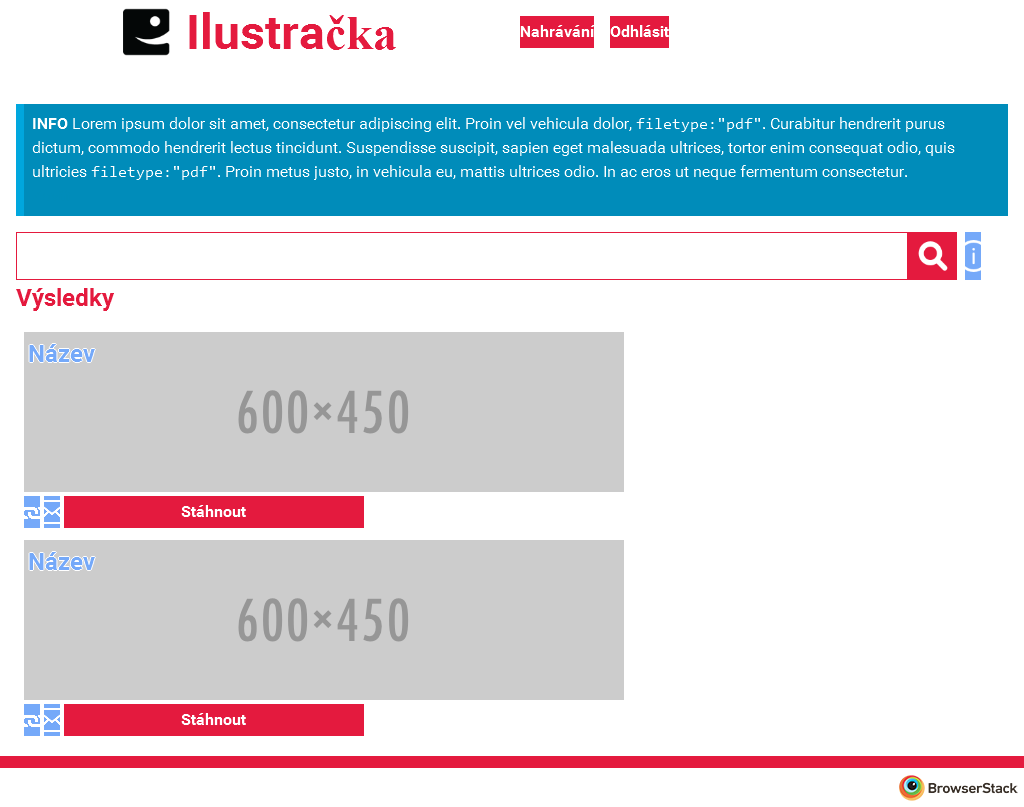 Ilustračka
Nahrávání Odhlásit
INFO Lorem ipsum dolor sit amet, consectetur adipiscing elit. Proin vel vehicula dolor, filetype:"pdf". Curabitur hendrerit purus
dictum, commodo hendrerit lectus tincidunt. Suspendisse suscipit, sapien eget malesuada ultrices, tortor enim consequat odio, quis
ultricies filetype:"pdf". Proin metus justo, in vehicula eu, mattis ultrices odio. In ac eros ut neque fermentum consectetur.
Výsledky
Název
600×450
Stáhnout
Název
600×450
Stáhnout
BrowserStack